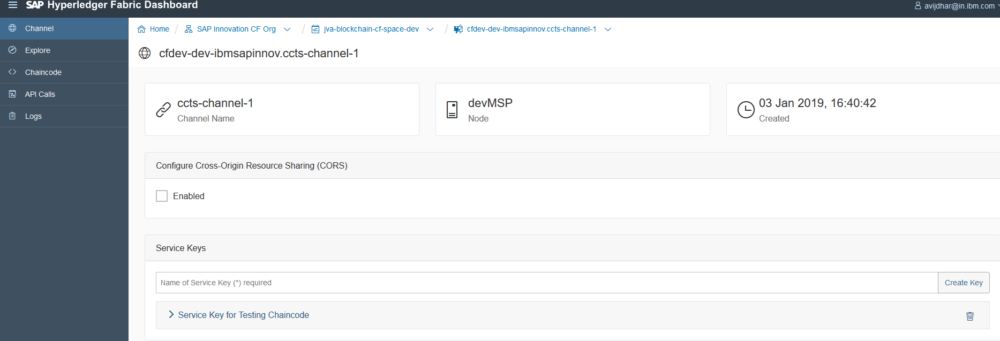 SAP Hyperledger Fabric Dashboard
avijdhar@in.ibm.com
Channel
Explore
Chaincode
API Calls
Logs
Home / SAP Innovation CF Org / jva-blockchain-cf-space-dev / cfdev-dev-ibmsapinnov.ccts-channel-1
cfdev-dev-ibmsapinnov.ccts-channel-1
ccts-channel-1
Channel Name
devMSP
Node
03 Jan 2019, 16:40:42
Created
Configure Cross-Origin Resource Sharing (CORS)
Enabled
Service Keys
Name of Service Key (*) required
Create Key
Service Key for Testing Chaincode